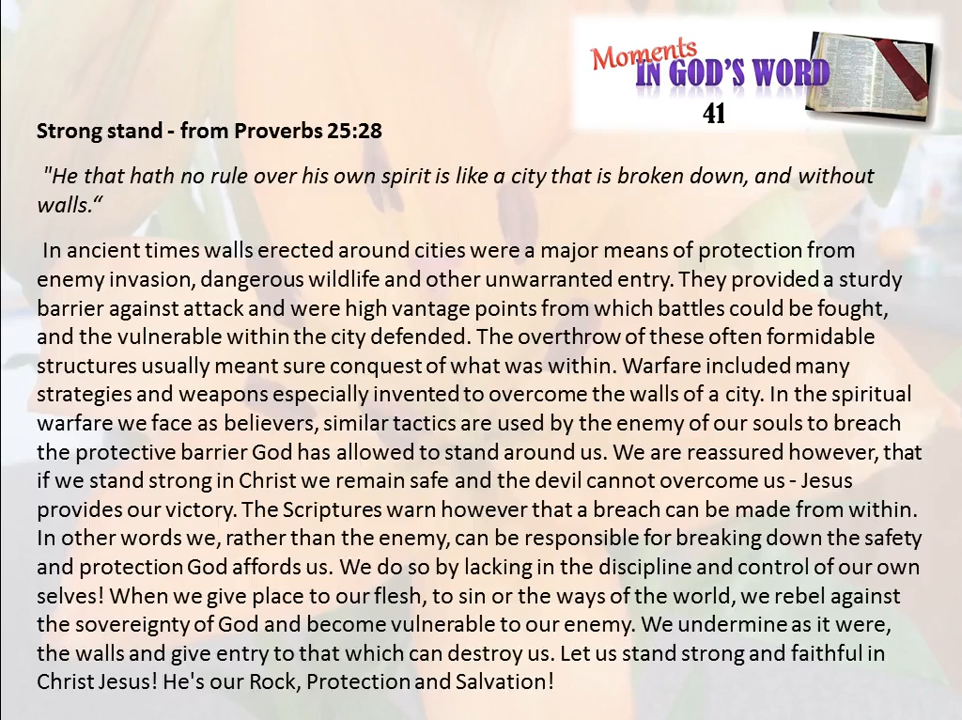 Moments
IN GOD'S WORD
41
Strong stand - from Proverbs 25:28
"He that hath no rule over his own spirit is like a city that is broken down, and without
walls.“
In ancient times walls erected around cities were a major means of protection from
enemy invasion, dangerous wildlife and other unwarranted entry. They provided a sturdy
barrier against attack and were high vantage points from which battles could be fought,
and the vulnerable within the city defended. The overthrow of these often formidable
structures usually meant sure conquest of what was within. Warfare included many
strategies and weapons especially invented to overcome the walls of a city. In the spiritual
warfare we face as believers, similar tactics are used by the enemy of our souls to breach
the protective barrier God has allowed to stand around us. We are reassured however, that
if we stand strong in Christ we remain safe and the devil cannot overcome us - Jesus
provides our victory. The Scriptures warn however that a breach can be made from within.
In other words we, rather than the enemy, can be responsible for breaking down the safety
and protection God affords us. We do so by lacking in the discipline and control of our own
selves! When we give place to our flesh, to sin or the ways of the world, we rebel against
the sovereignty of God and become vulnerable to our enemy. We undermine as it were,
the walls and give entry to that which can destroy us. Let us stand strong and faithful in
Christ Jesus! He's our Rock, Protection and Salvation!